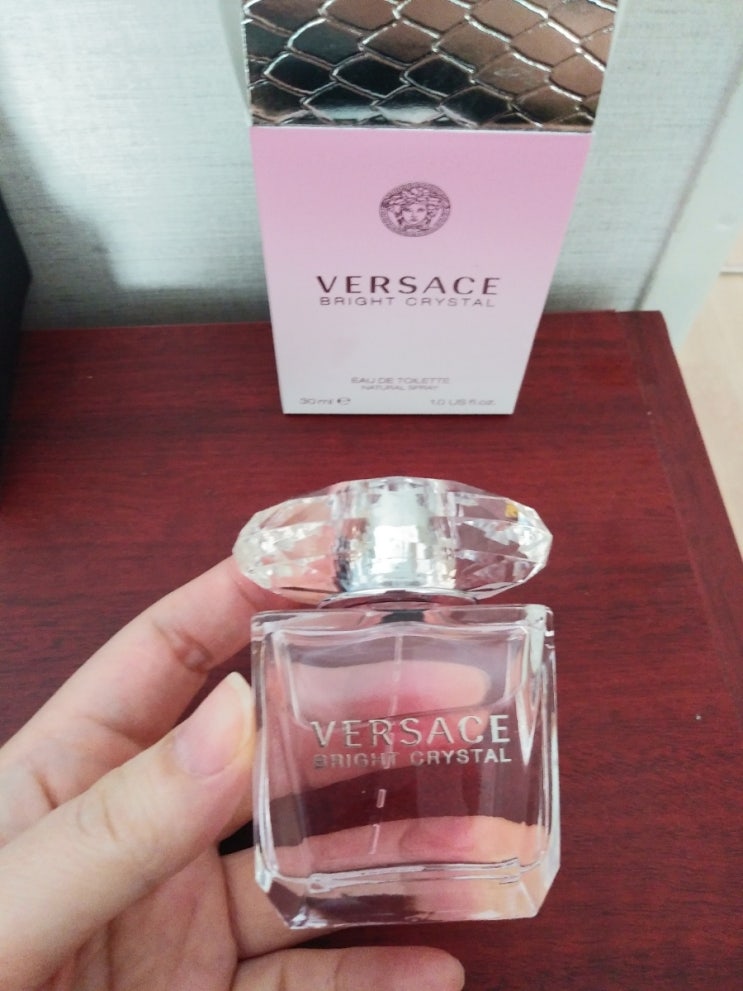 VERSACE
BRIGHT CRYSTAL
EAU DE TOILETTE
NATURAL SPRAY
30 ml ℮
1.0 US fl.oz.
VERSACE
BRIGHT CRYSTAL